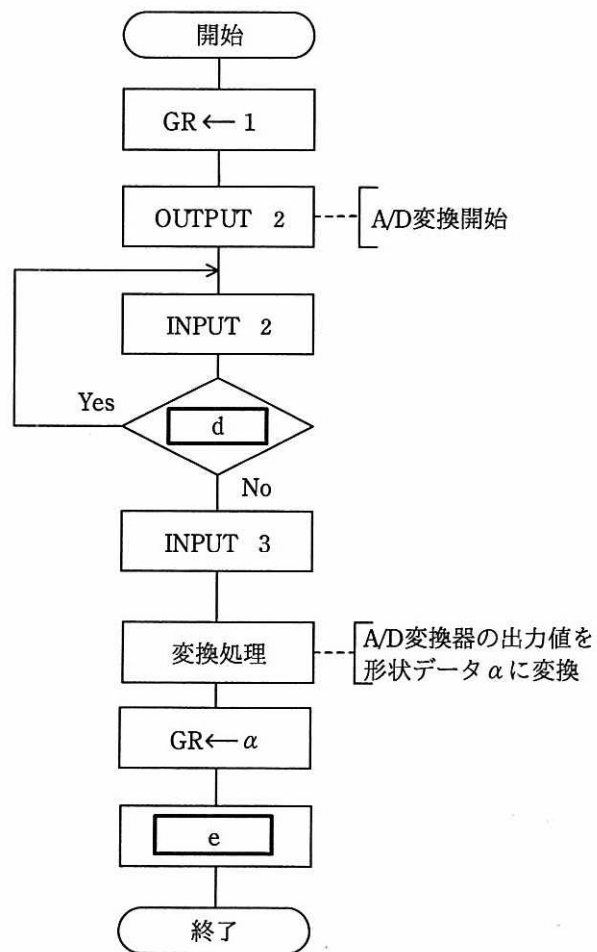 開始
GR ← 1
OUTPUT 2
A/D変換開始
INPUT 2
Yes
d
No
INPUT 3
変換処理
A/D変換器の出力値を
形状データαに変換
GR ← α
e
終了